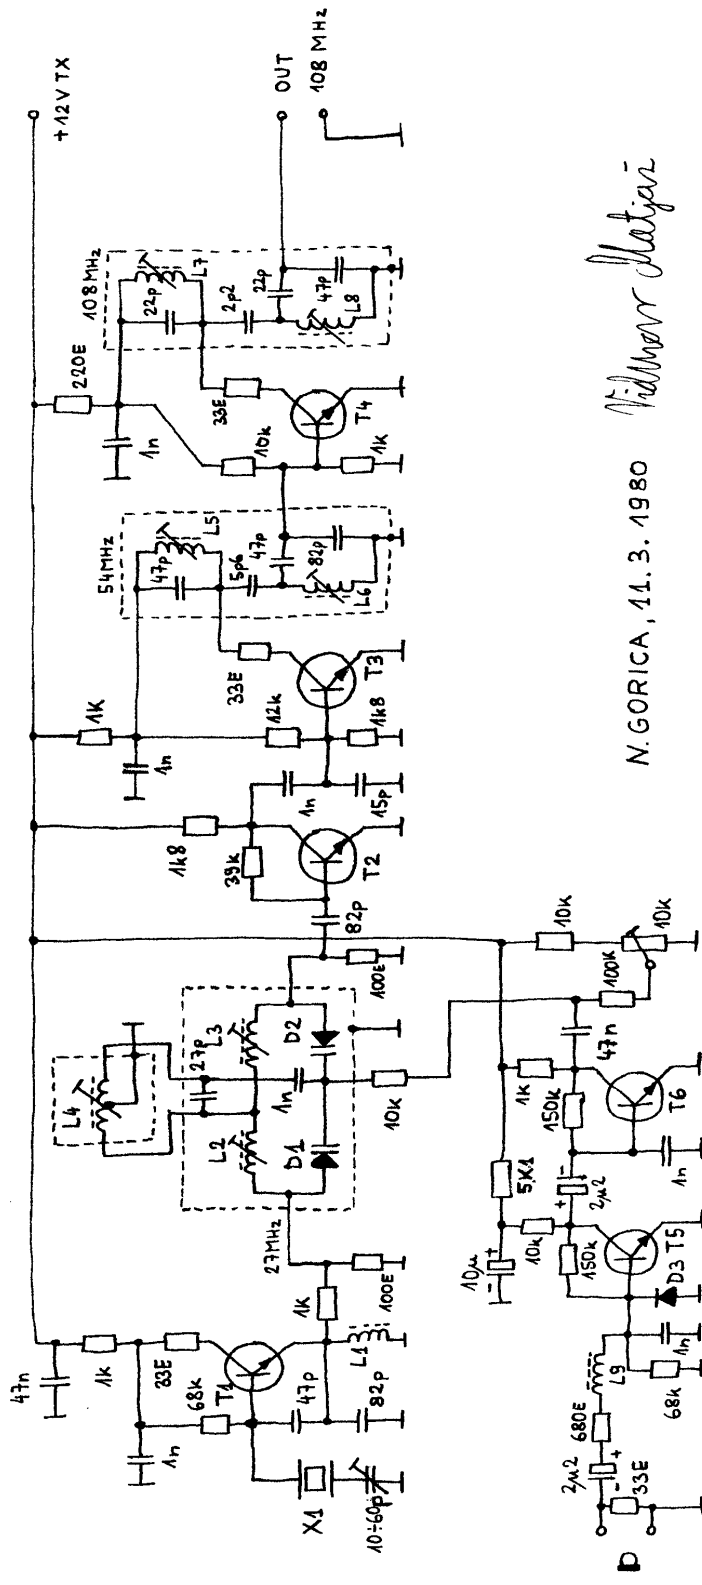 +12V TX
OUT
108 MHz
108 MHz
L7
22p
2p2
22p
47p
L8
220E
1n
33E
10k
T4
1k
54MHz
L5
47p
5p6
47p
82p
L6
1k
1n
33E
12k
T3
1k8
1k8
1n
15p
39k
T2
82p
100E
L4
27p
L3
L2
1n
D2
D1
10k
27MHz
47n
1k
1n
33E
68k
T1
47p
82p
L1
1k
100E
X1
10÷60p
10k
10k
100k
47n
1k
150k
T6
1n
5k1
2µ2
+ -
10µ
- +
10k
150k
T5
D3
1n
68k
L9
680E
2µ2
- +
33E
N. GORICA, 11. 3. 1980
Vidmar Matjaž